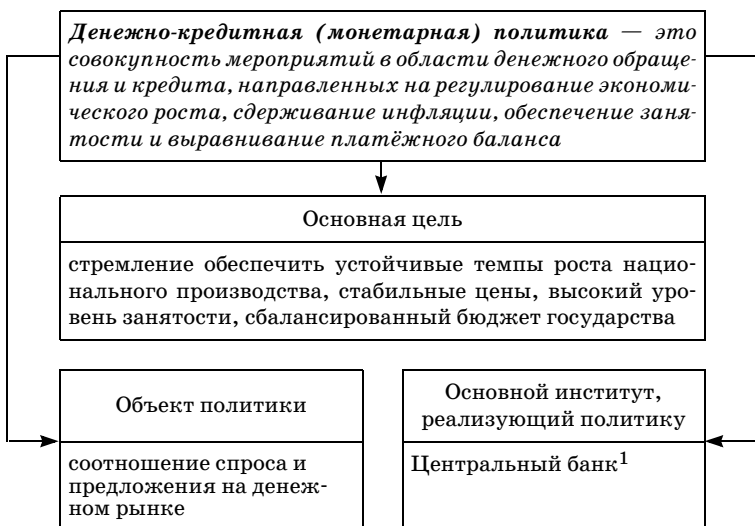 Денежно-кредитная (монетарная) политика — это
совокупность мероприятий в области денежного обраще-
ния и кредита, направленных на регулирование экономи-
ческого роста, сдерживание инфляции, обеспечение заня-
тости и выравнивание платёжного баланса
Основная цель
стремление обеспечить устойчивые темпы роста нацио-
нального производства, стабильные цены, высокий уро-
вень занятости, сбалансированный бюджет государства
Объект политики
соотношение спроса и
предложения на денеж-
ном рынке
Основной институт,
реализующий политику
Центральный банк¹